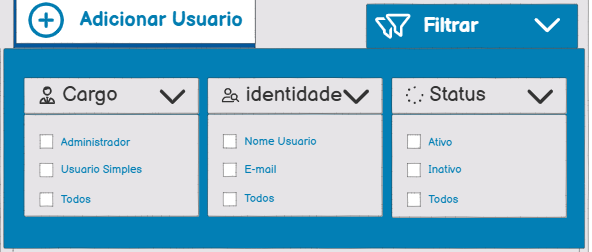 Adicionar Usuario
Filtrar
Cargo
Administrador
Usuario Simples
Todos
identidade
Nome Usuario
E-mail
Todos
Status
Ativo
Inativo
Todos